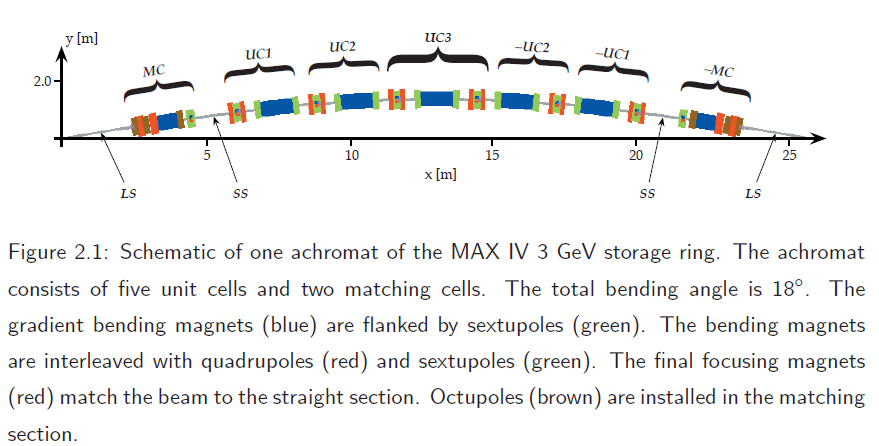 y [m]
MC
UC1
UC2
UC3
–UC2
–UC1
–MC
2.0
5
10
15
20
25
x [m]
LS
SS
SS
LS
Figure 2.1: Schematic of one achromat of the MAX IV 3 GeV storage ring. The achromat
consists of five unit cells and two matching cells. The total bending angle is 18°. The
gradient bending magnets (blue) are flanked by sextupoles (green). The bending magnets
are interleaved with quadrupoles (red) and sextupoles (green). The final focusing magnets
(red) match the beam to the straight section. Octupoles (brown) are installed in the matching
section.